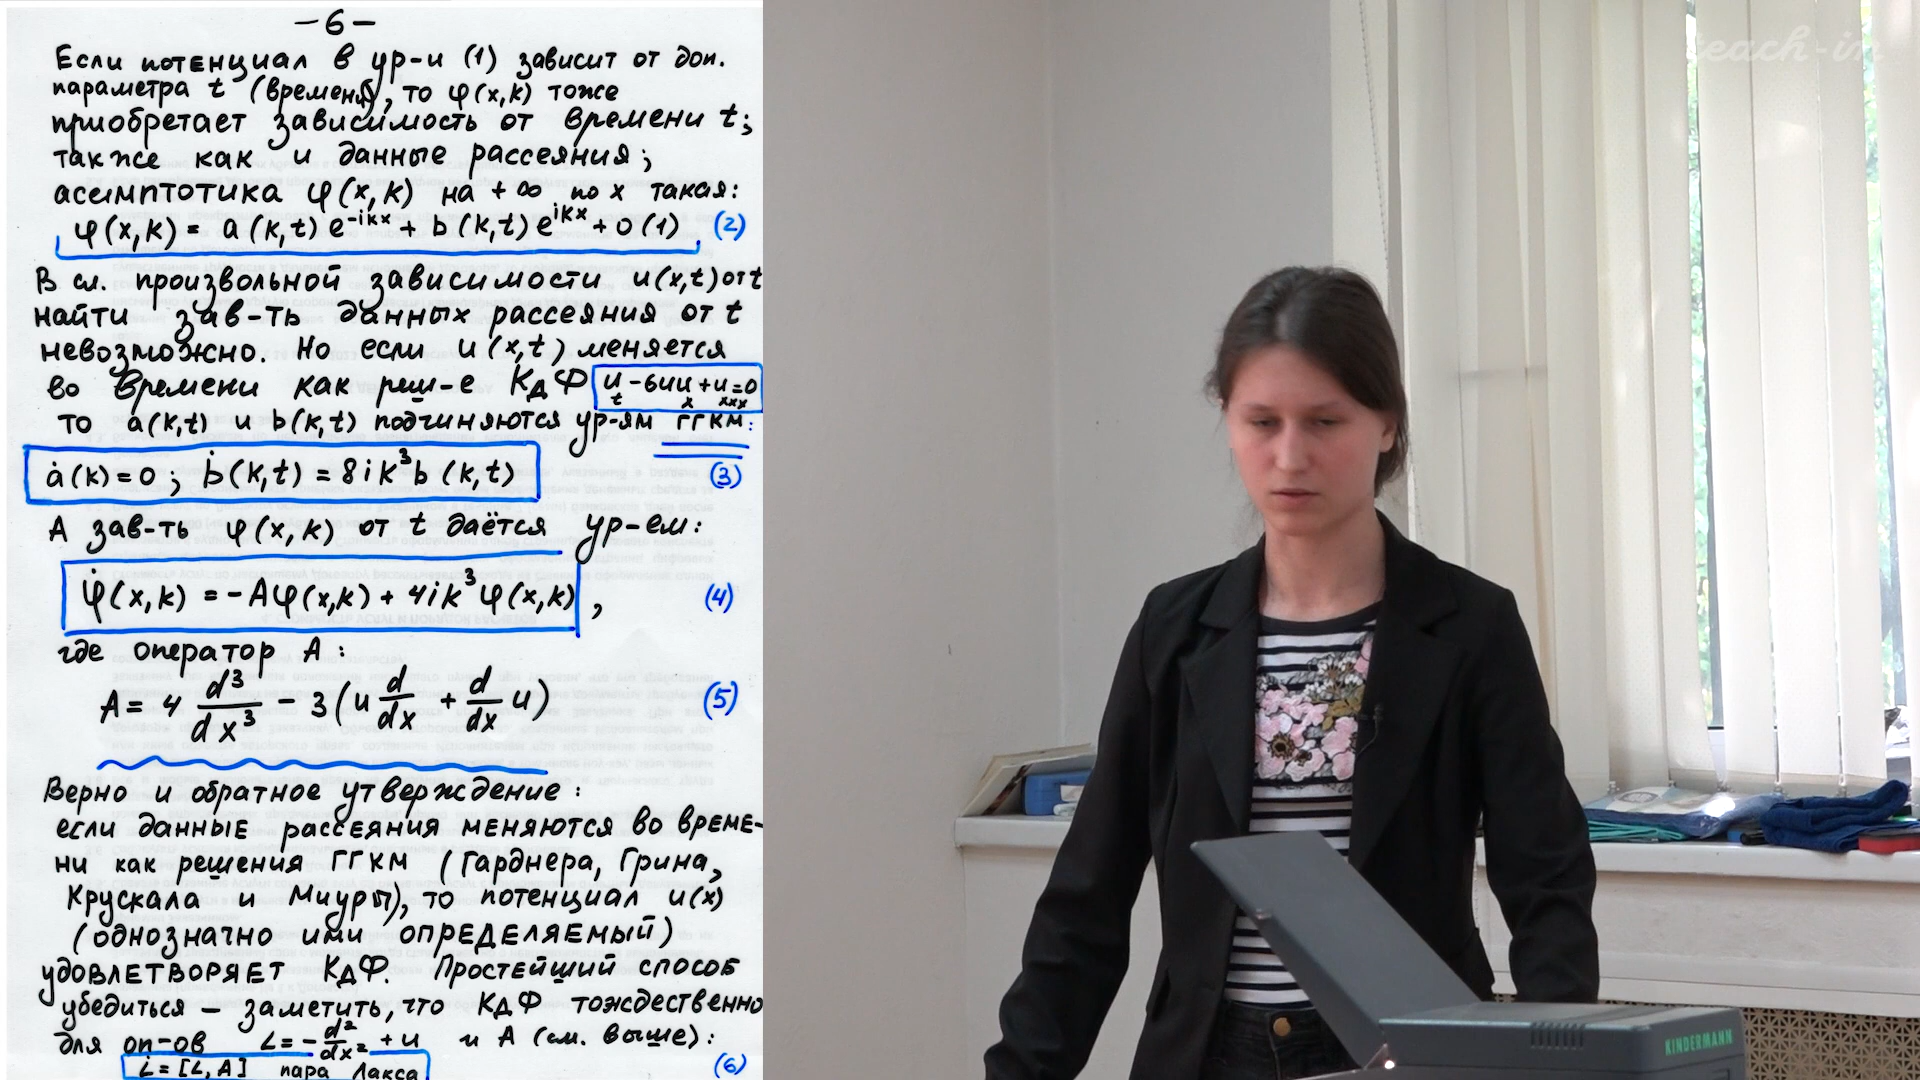 -6-
Если потенциал в ур-и (1) зависит от доп.
параметра t (времени), то φ(x,k) тоже
приобретает зависимость от времени t;
также как и данные рассеяния;
асимптотика φ(x,k) на +∞ по x такая:
φ(x,k) = a(k,t)e^{-ikx} + b(k,t)e^{ikx} + o(1) , (2)
В сл. произвольной зависимости u(x,t) от t
найти зав-ть данных рассеяния от t
невозможно. Но если u(x,t) меняется
во времени как реш-е КдФ u_t - 6uu_x + u_xxx = 0
то a(k,t) и b(k,t) подчиняются ур-ям ГГКМ:
ȧ(k)=0 ; ḃ(k,t) = 8ik³b(k,t) (3)
А зав-ть φ(x,k) от t даётся ур-ем:
φ̇(x,k) = -Aφ(x,k) + 4ik³φ(x,k) , (4)
где оператор A:
A = 4 d³/dx³ - 3(u d/dx + d/dx u) (5)
Верно и обратное утверждение:
если данные рассеяния меняются во време-
ни как решения ГГКМ (Гарднера, Грина,
Крускала и Миуры), то потенциал u(x)
(однозначно ими определяемый)
удовлетворяет КдФ. Простейший способ
убедиться — заметить, что КдФ тождественно
для оп-ов L = -d²/dx² + u и A (см. выше):
L̇ = [L,A] пара Лакса (6)
teach-in
KINDERMANN